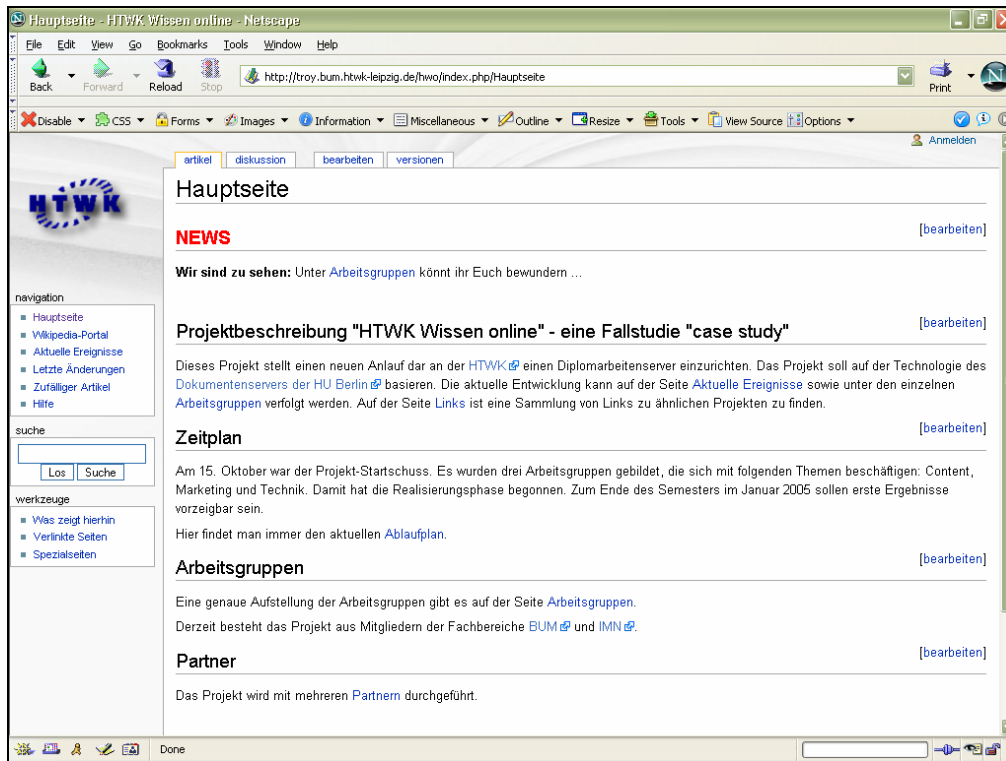 Hauptseite - HTWK Wissen online - Netscape
File Edit View Go Bookmarks Tools Window Help
Back Forward Reload Stop http://troy.bum.htwk-leipzig.de/hwo/index.php/Hauptseite Print N
Disable CSS Forms Images Information Miscellaneous Outline Resize Tools View Source Options
Anmelden
artikel diskussion bearbeiten versionen
HTWK
Hauptseite
NEWS [bearbeiten]
Wir sind zu sehen: Unter Arbeitsgruppen könnt ihr Euch bewundern ...
navigation
Hauptseite
Wikipedia-Portal
Aktuelle Ereignisse
Letzte Änderungen
Zufälliger Artikel
Hilfe
suche
Los Suche
werkzeuge
Was zeigt hierhin
Verlinkte Seiten
Spezialseiten
Projektbeschreibung "HTWK Wissen online" - eine Fallstudie "case study" [bearbeiten]
Dieses Projekt stellt einen neuen Anlauf dar an der HTWK einen Diplomarbeitenserver einzurichten. Das Projekt soll auf der Technologie des
Dokumentenservers der HU Berlin basieren. Die aktuelle Entwicklung kann auf der Seite Aktuelle Ereignisse sowie unter den einzelnen
Arbeitsgruppen verfolgt werden. Auf der Seite Links ist eine Sammlung von Links zu ähnlichen Projekten zu finden.
Zeitplan [bearbeiten]
Am 15. Oktober war der Projekt-Startschuss. Es wurden drei Arbeitsgruppen gebildet, die sich mit folgenden Themen beschäftigen: Content,
Marketing und Technik. Damit hat die Realisierungsphase begonnen. Zum Ende des Semesters im Januar 2005 sollen erste Ergebnisse
vorzeigbar sein.
Hier findet man immer den aktuellen Ablaufplan.
Arbeitsgruppen [bearbeiten]
Eine genaue Aufstellung der Arbeitsgruppen gibt es auf der Seite Arbeitsgruppen.
Derzeit besteht das Projekt aus Mitgliedern der Fachbereiche BUM und IMN.
Partner [bearbeiten]
Das Projekt wird mit mehreren Partnern durchgeführt.
Done